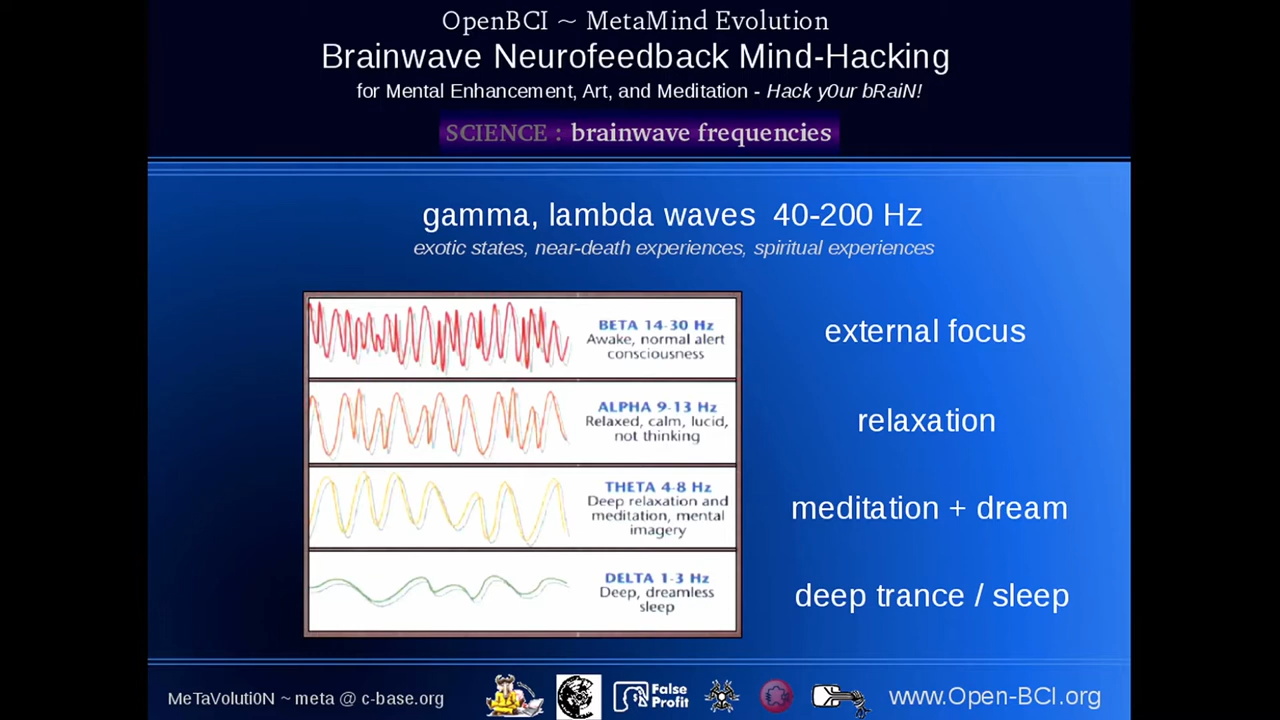 OpenBCI ~ MetaMind Evolution
Brainwave Neurofeedback Mind-Hacking
for Mental Enhancement, Art, and Meditation - Hack y0ur bRaiN!
SCIENCE : brainwave frequencies
gamma, lambda waves 40-200 Hz
exotic states, near-death experiences, spiritual experiences
BETA 14-30 Hz
Awake, normal alert
consciousness
external focus
ALPHA 9-13 Hz
Relaxed, calm, lucid,
not thinking
relaxation
THETA 4-8 Hz
Deep relaxation and
meditation, mental
imagery
meditation + dream
DELTA 1-3 Hz
Deep, dreamless
sleep
deep trance / sleep
MeTaVoluti0N ~ meta @ c-base.org
False
Profit
www.Open-BCI.org